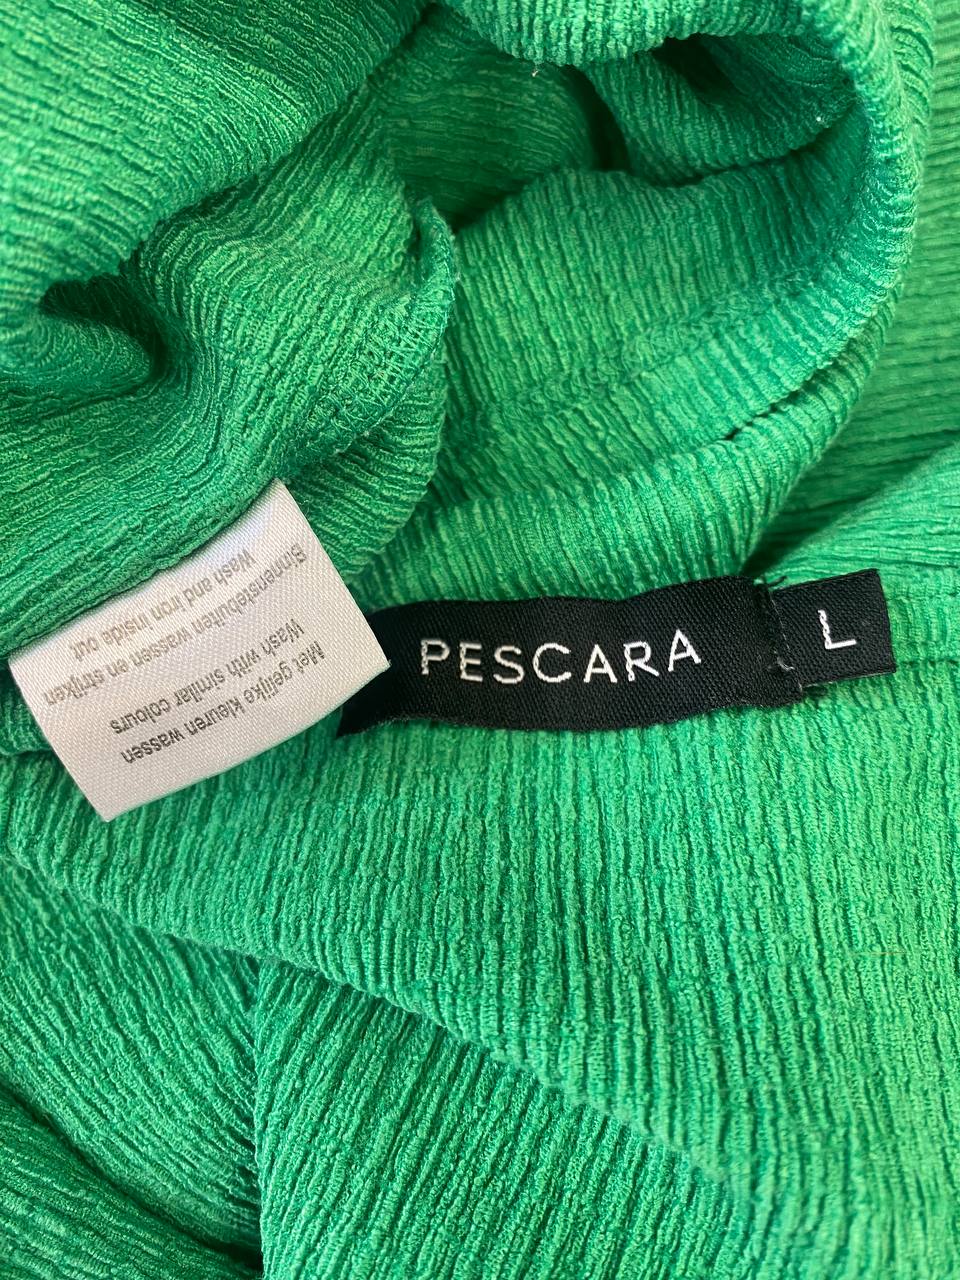 PESCARA
L
Met gelijke kleuren wassen
Wash with similar colours
Binnenstebuiten wassen en strijken
Wash and Iron inside out